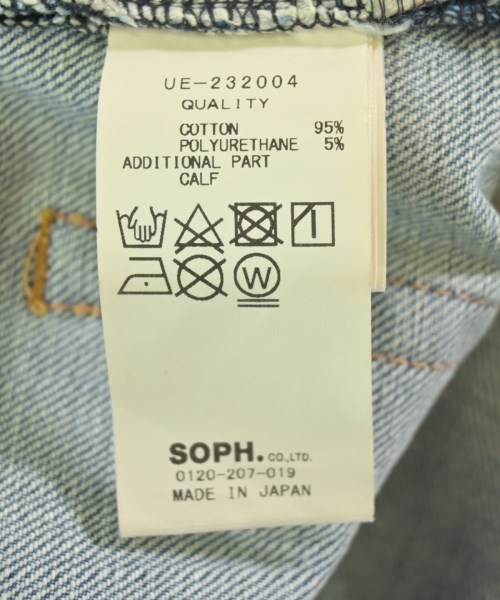 UE-232004
QUALITY
COTTON 95%
POLYURETHANE 5%
ADDITIONAL PART
CALF
W
SOPH. CO.,LTD.
0120-207-019
MADE IN JAPAN